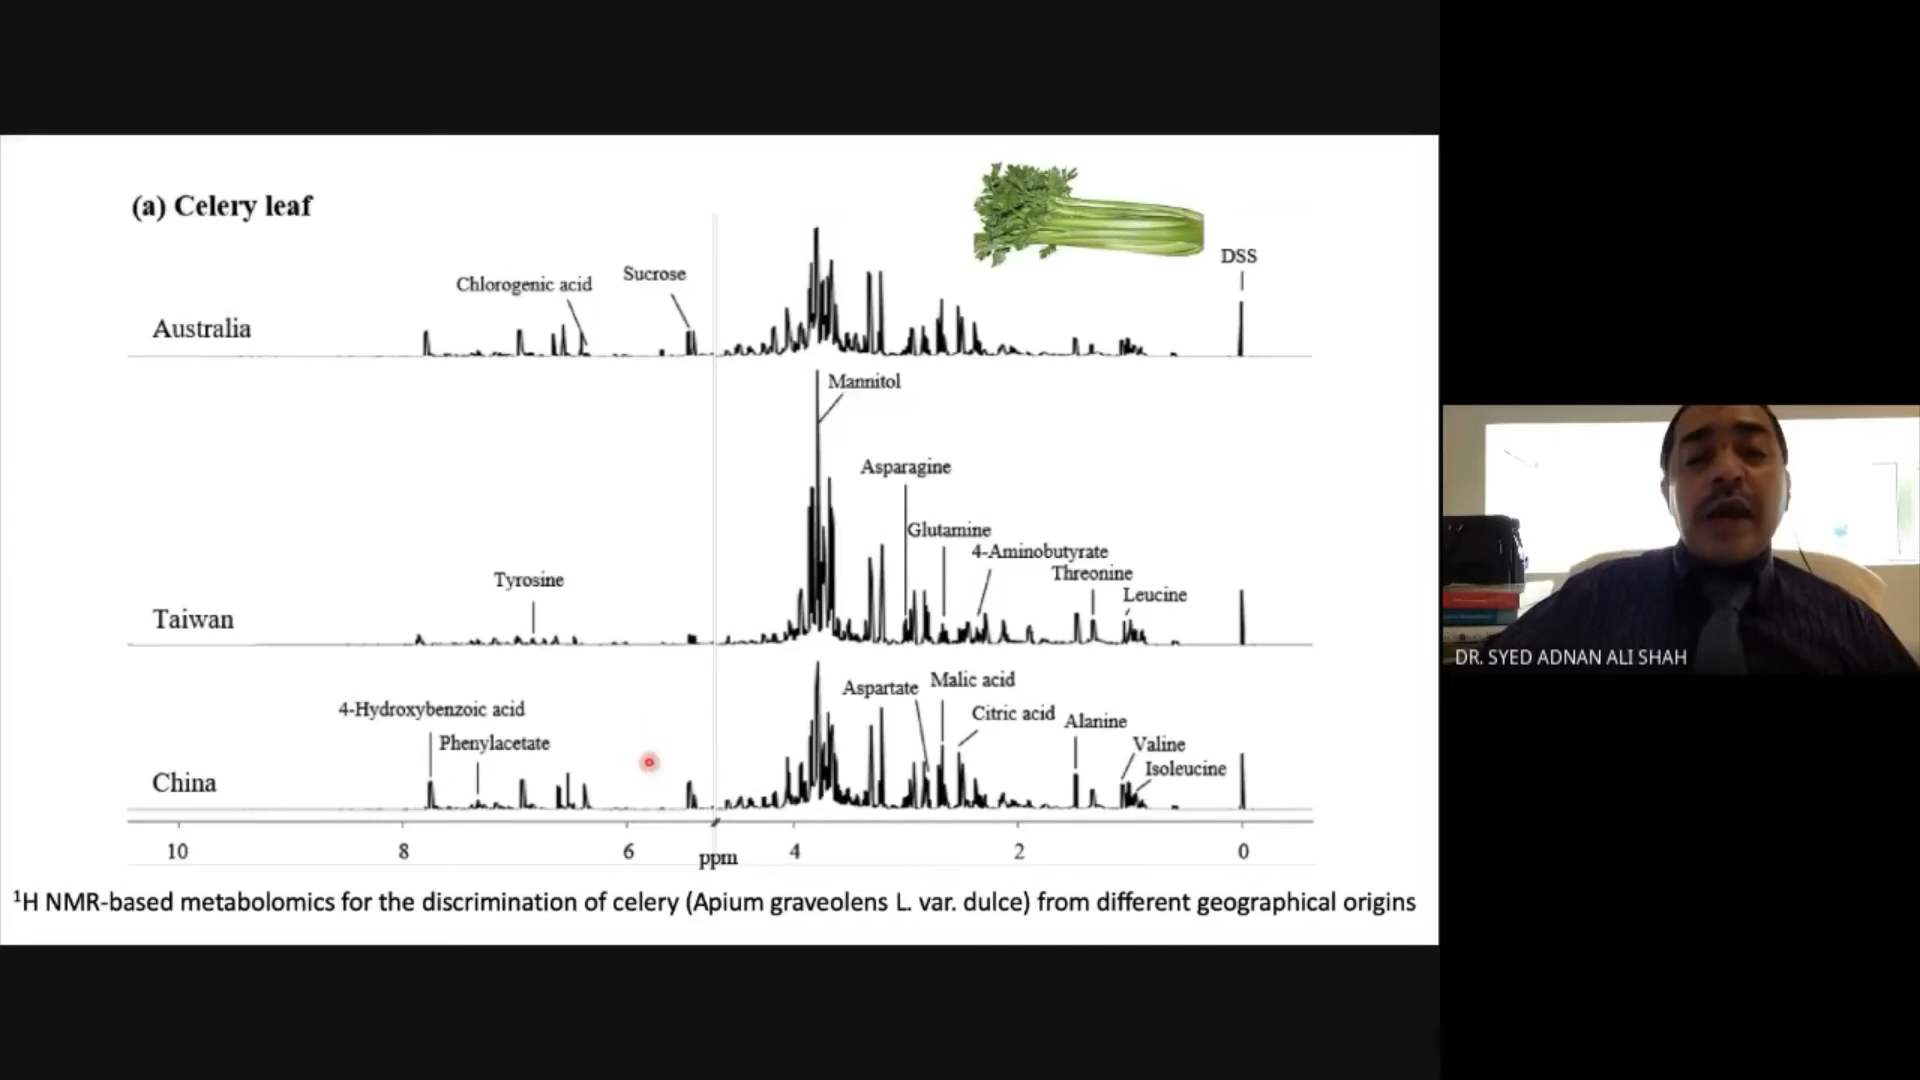 (a) Celery leaf
DSS
Sucrose
Chlorogenic acid
Australia
Mannitol
Asparagine
Glutamine
4-Aminobutyrate
Threonine
Tyrosine
Leucine
Taiwan
Malic acid
Aspartate
4-Hydroxybenzoic acid
Citric acid
Alanine
Phenylacetate
Valine
Isoleucine
China
10 8 6 ppm 4 2 0
¹H NMR-based metabolomics for the discrimination of celery (Apium graveolens L. var. dulce) from different geographical origins
DR. SYED ADNAN ALI SHAH